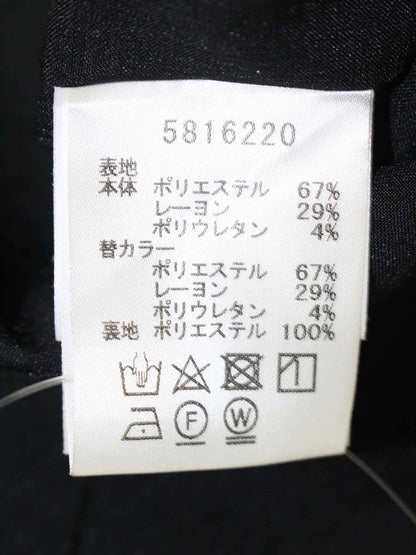 5816220
表地
本体 ポリエステル 67%
レーヨン 29%
ポリウレタン 4%
替カラー
ポリエステル 67%
レーヨン 29%
ポリウレタン 4%
裏地 ポリエステル 100%
F W